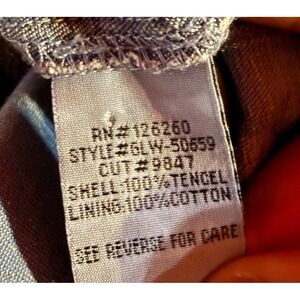 RN#126260
STYLE#GLW-50659
CUT#9847
SHELL:100%TENCEL
LINING:100%COTTON
SEE REVERSE FOR CARE